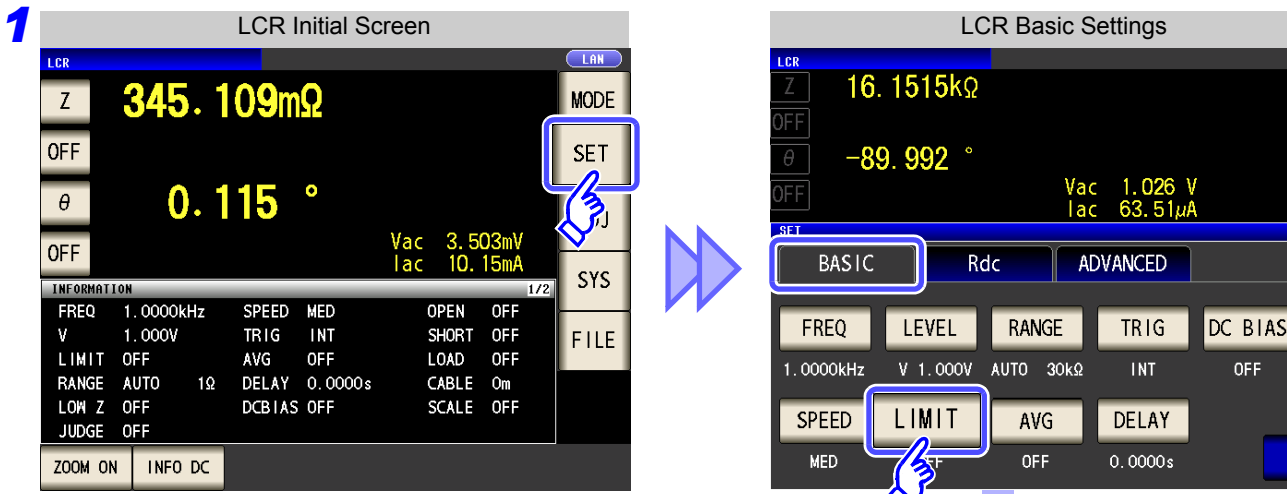 1
LCR Initial Screen
LCR
LAN
Z
345.109mΩ
MODE
OFF
SET
θ
0.115 °
OFF
Vac 3.503mV
Iac 10.15mA
SYS
INFORMATION 1/2
FREQ 1.0000kHz SPEED MED OPEN OFF
V 1.000V TRIG INT SHORT OFF
FILE
LIMIT OFF AVG OFF LOAD OFF
RANGE AUTO 1Ω DELAY 0.0000s CABLE 0m
LOW Z OFF DCBIAS OFF SCALE OFF
JUDGE OFF
ZOOM ON INFO DC
LCR Basic Settings
LCR
Z
16.1515kΩ
OFF
θ
-89.992 °
OFF
Vac 1.026 V
Iac 63.51μA
SET
BASIC Rdc ADVANCED
FREQ LEVEL RANGE TRIG DC BIAS
1.0000kHz V 1.000V AUTO 30kΩ INT OFF
SPEED LIMIT AVG DELAY
MED OFF 0.0000s